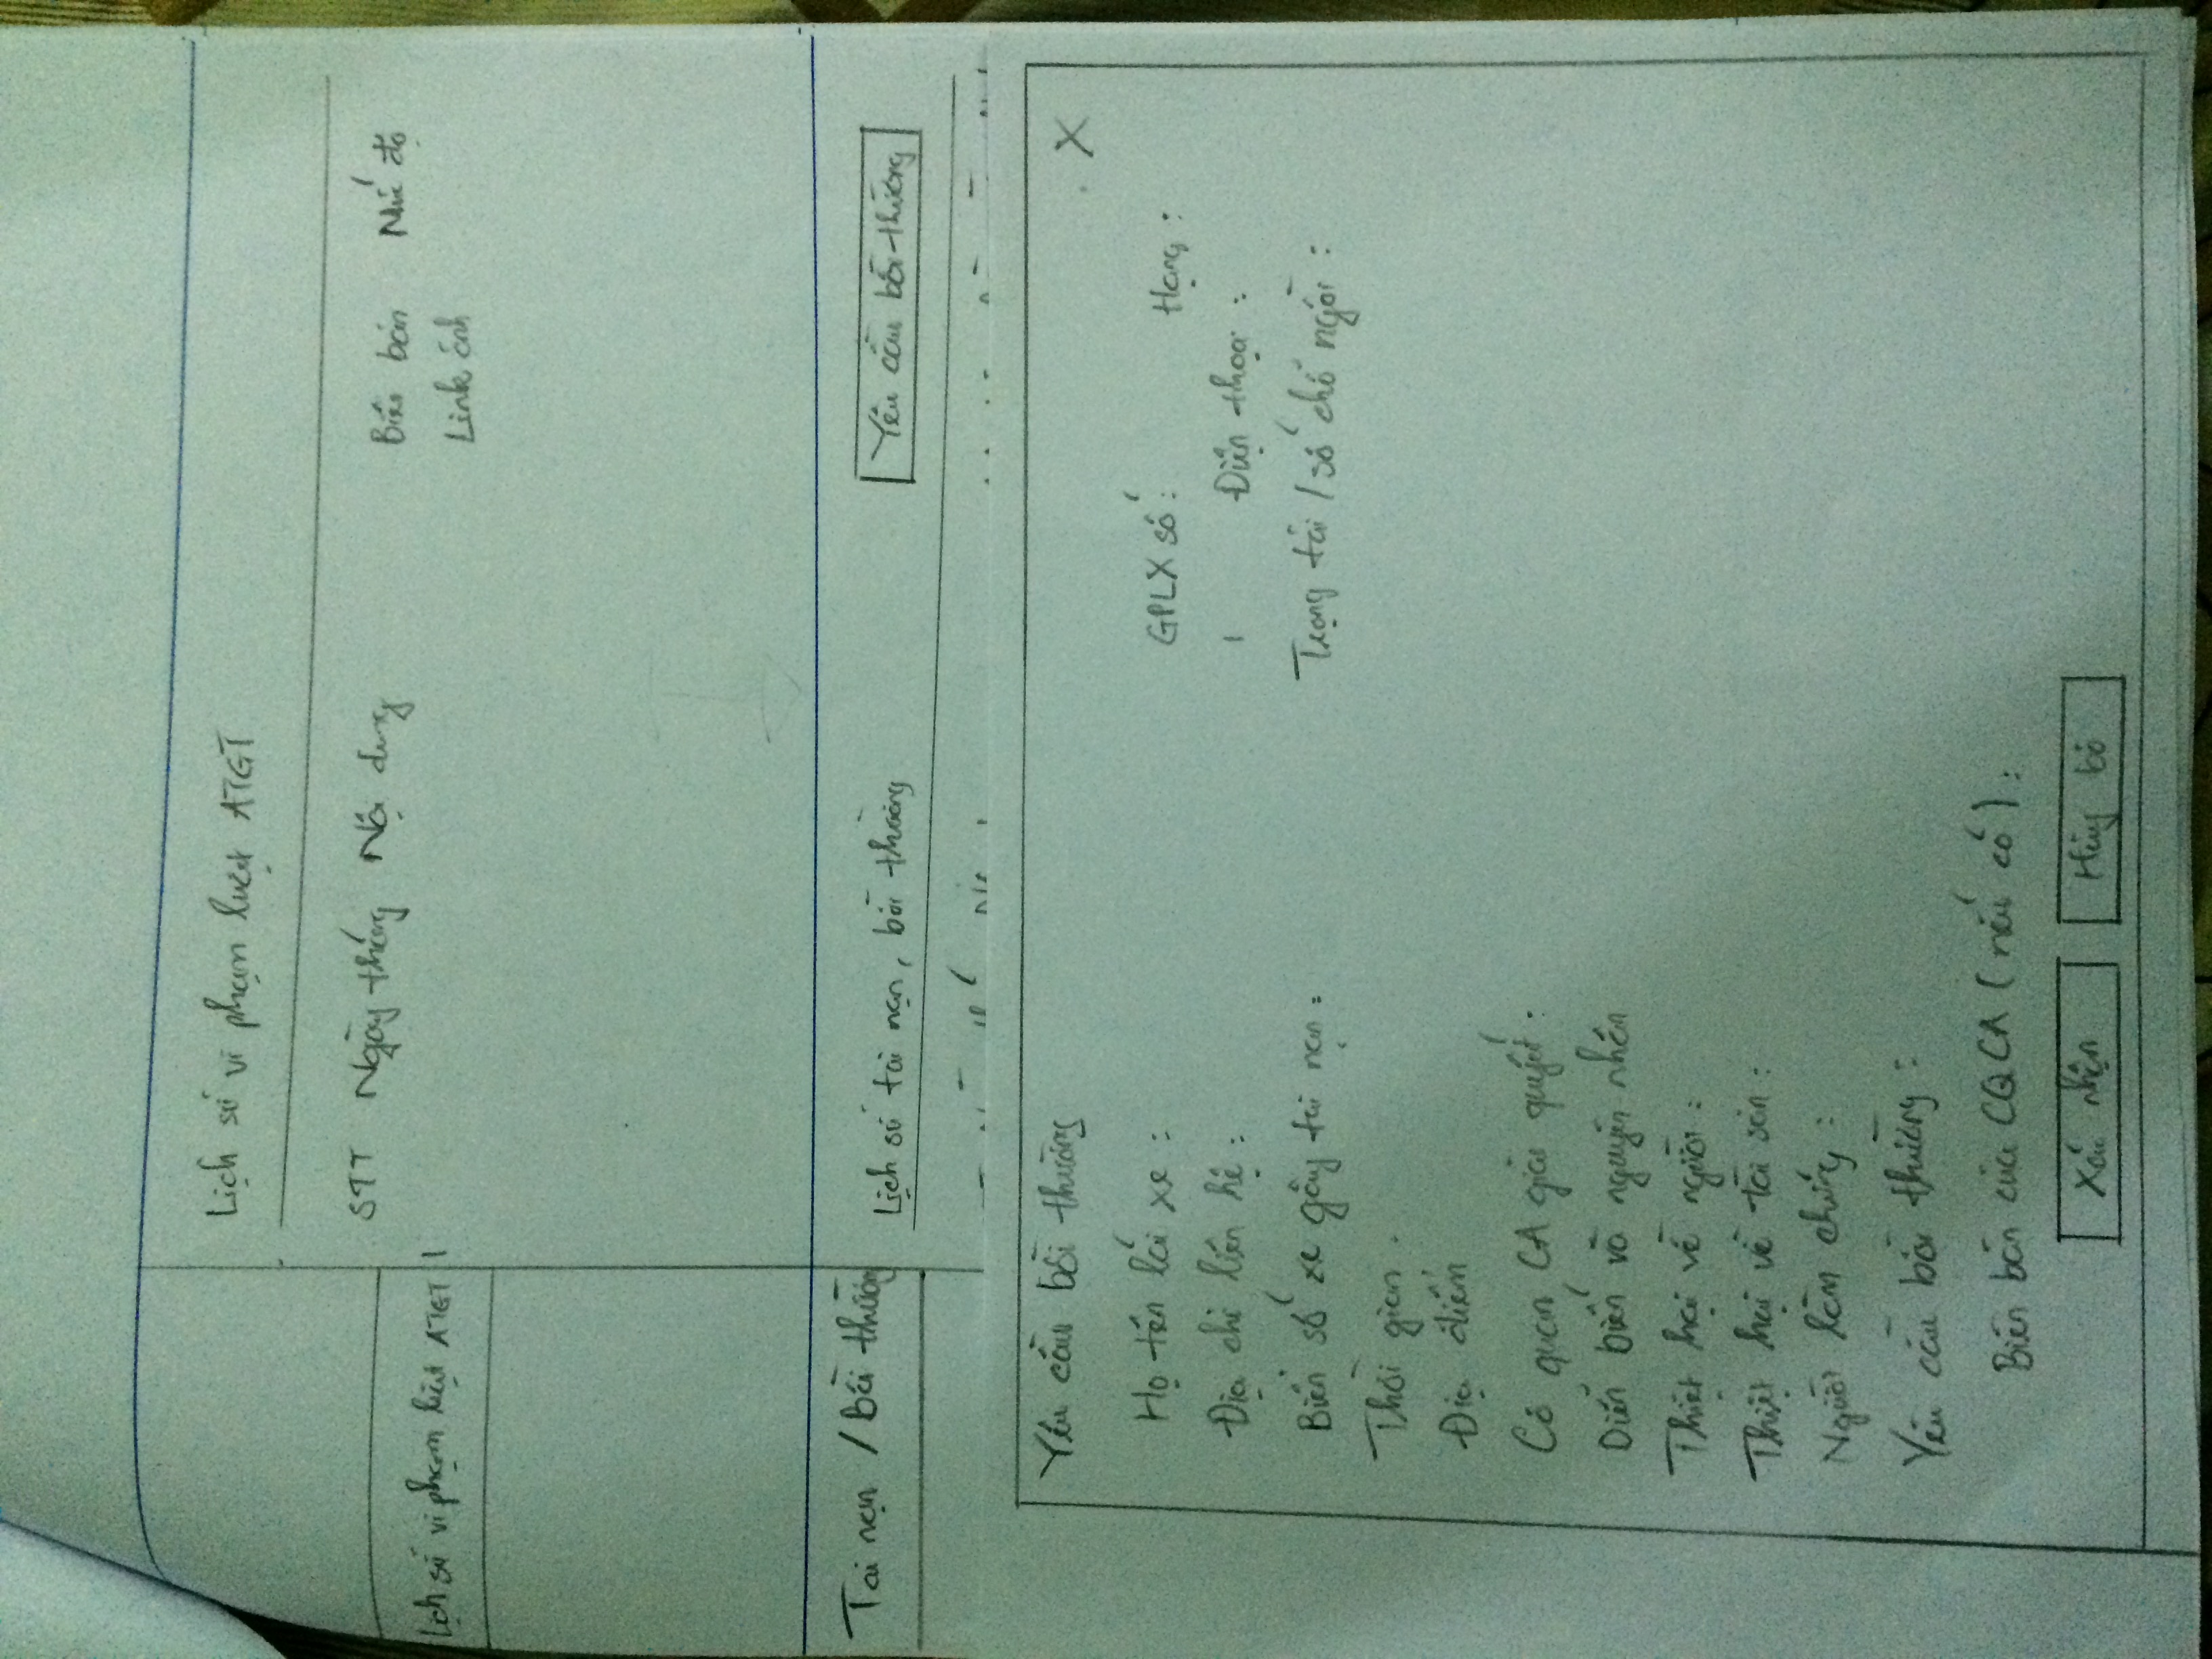 Lịch sử vi phạm luật ATGT
STT Ngày tháng Nội dung Biên bản Mức độ
Link ảnh
Lịch sử vi phạm luật ATGT
Tai nạn / Bồi thường
Lịch sử tai nạn, bồi thường
Yêu cầu bồi thường
Yêu cầu bồi thường X
Họ tên lái xe : GPLX số : Hạng :
Địa chỉ liên hệ : Điện thoại :
Biển số xe gây tai nạn : Trọng tải / số chỗ ngồi :
Thời gian .
Địa điểm
Cơ quan CA giải quyết .
Diễn biến và nguyên nhân
Thiệt hại về người :
Thiệt hại về tài sản :
Người làm chứng :
Yêu cầu bồi thường :
Biên bản của CQCA ( nếu có ) :
Xác nhận Hủy bỏ